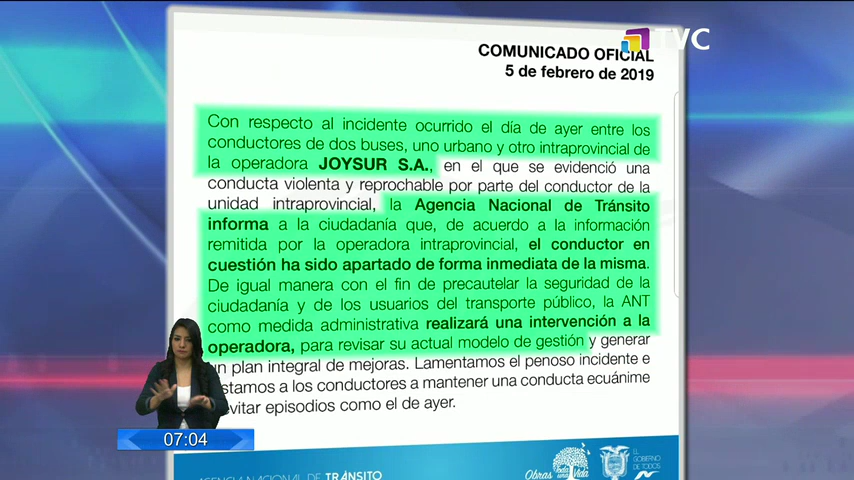 TVC
COMUNICADO OFICIAL
5 de febrero de 2019
Con respecto al incidente ocurrido el día de ayer entre los
conductores de dos buses, uno urbano y otro intraprovincial de
la operadora JOYSUR S.A., en el que se evidenció una
conducta violenta y reprochable por parte del conductor de la
unidad intraprovincial, la Agencia Nacional de Tránsito
informa a la ciudadanía que, de acuerdo a la información
remitida por la operadora intraprovincial, el conductor en
cuestión ha sido apartado de forma inmediata de la misma.
De igual manera con el fin de precautelar la seguridad de la
ciudadanía y de los usuarios del transporte público, la ANT
como medida administrativa realizará una intervención a la
operadora, para revisar su actual modelo de gestión y generar
un plan integral de mejoras. Lamentamos el penoso incidente e
instamos a los conductores a mantener una conducta ecuánime
evitar episodios como el de ayer.
07:04
AGENCIA NACIONAL DE TRÁNSITO
Obras Toda una Vida
EL
GOBIERNO
DE TODOS